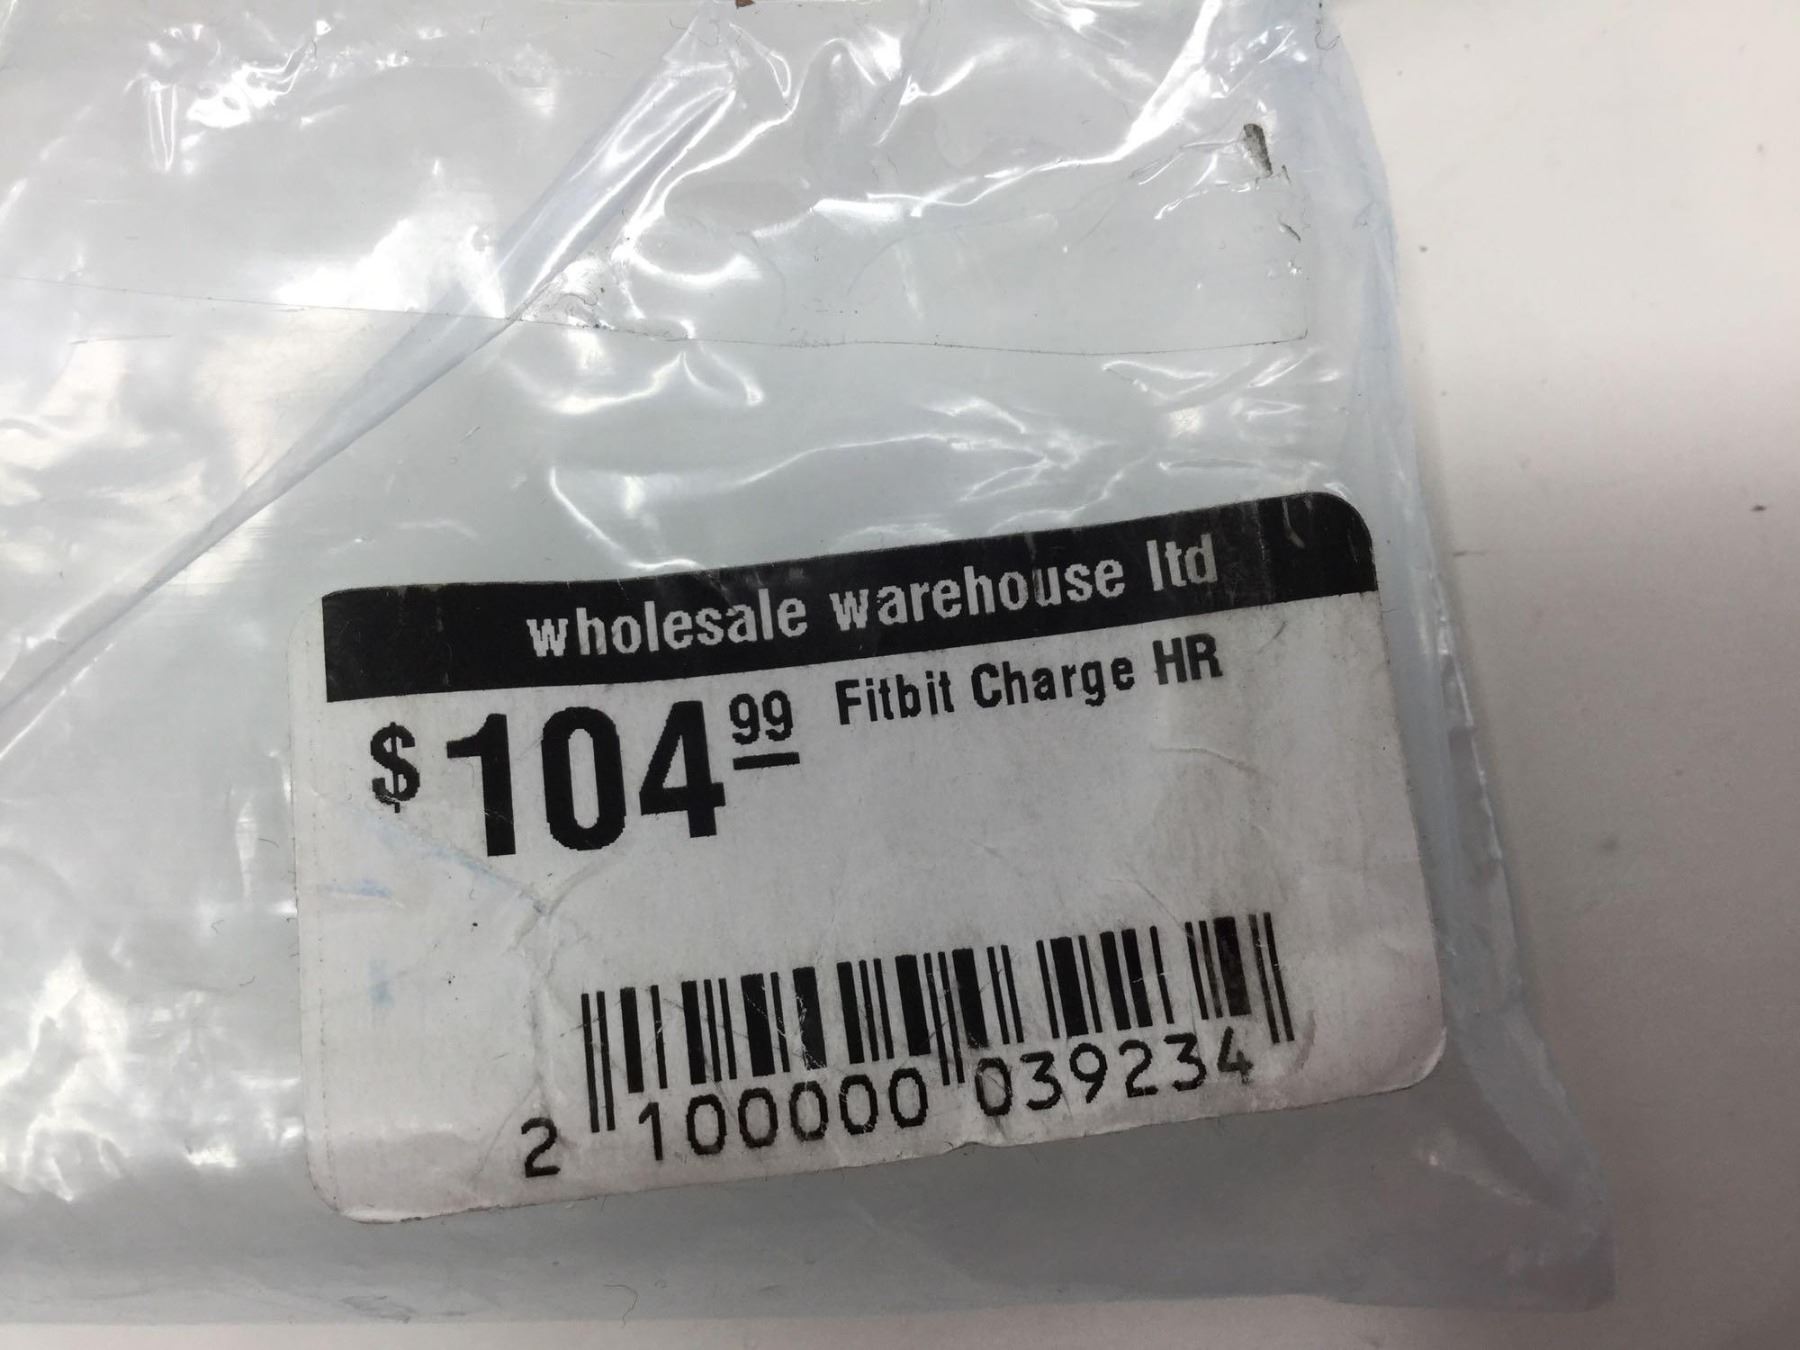 wholesale warehouse ltd
$104.99 Fitbit Charge HR
2 100000 039234